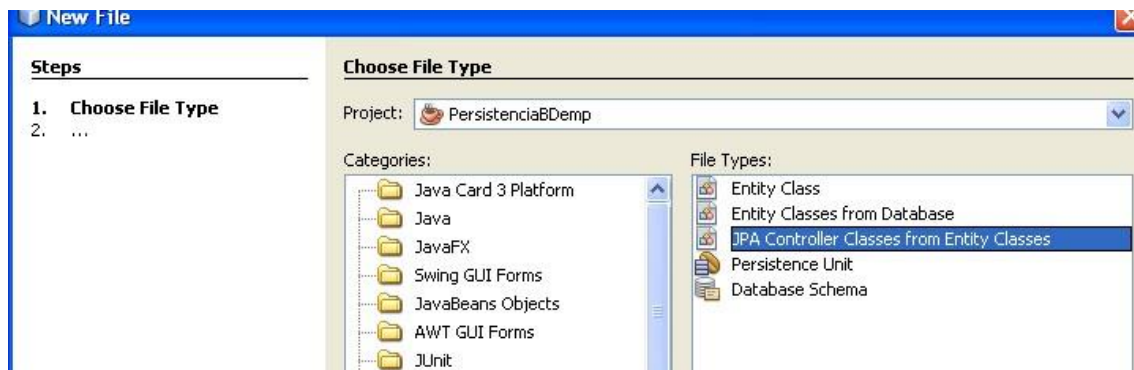 New File
Steps
1. Choose File Type
2. ...
Choose File Type
Project: PersistenciaBDemp
Categories:
Java Card 3 Platform
Java
JavaFX
Swing GUI Forms
JavaBeans Objects
AWT GUI Forms
JUnit
File Types:
Entity Class
Entity Classes from Database
JPA Controller Classes from Entity Classes
Persistence Unit
Database Schema